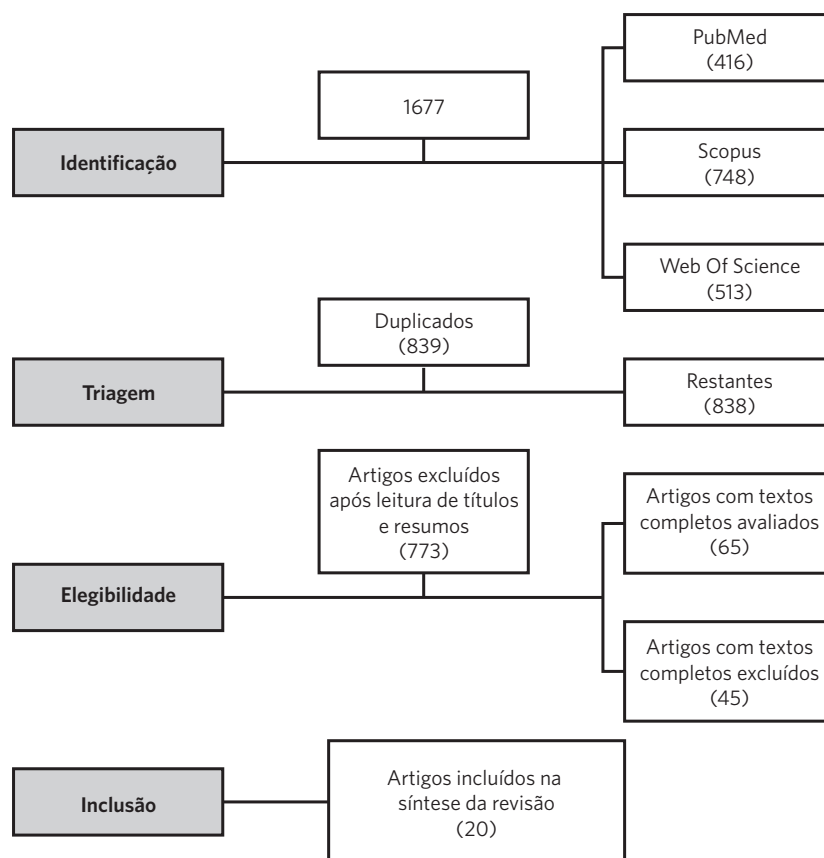 PubMed
(416)
1677
Identificação
Scopus
(748)
Web Of Science
(513)
Duplicados
(839)
Triagem
Restantes
(838)
Artigos excluídos
após leitura de títulos
e resumos
(773)
Artigos com textos
completos avaliados
(65)
Elegibilidade
Artigos com textos
completos excluídos
(45)
Inclusão
Artigos incluídos na
síntese da revisão
(20)